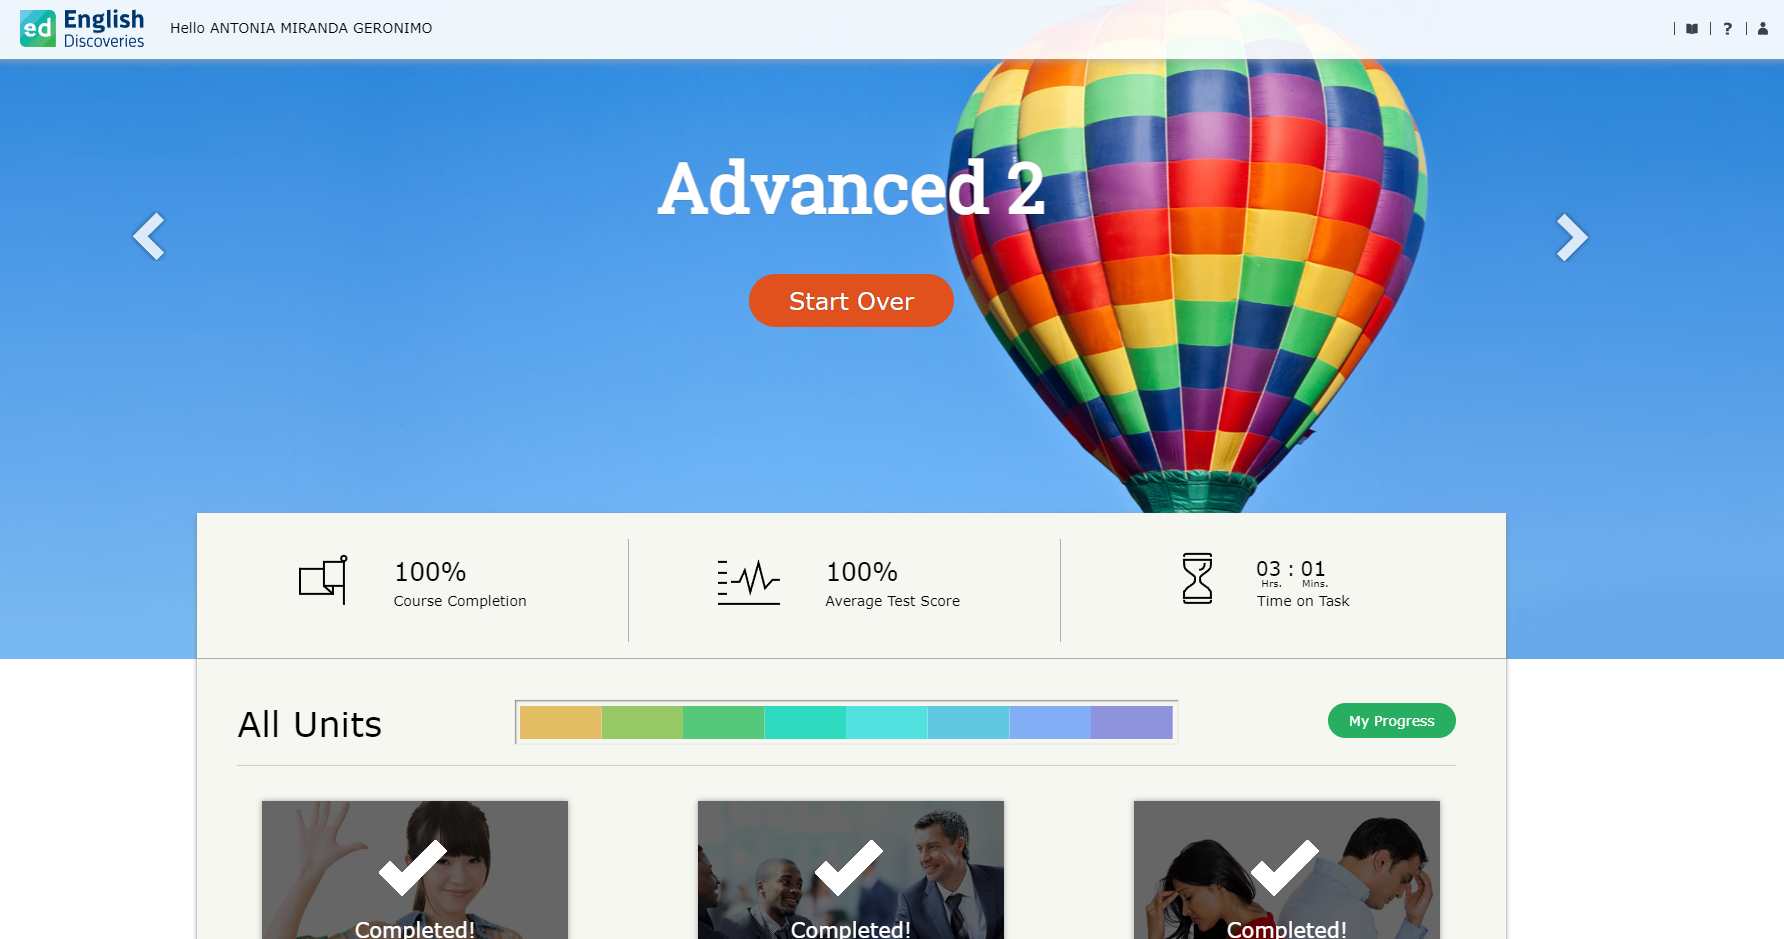 ed English
Discoveries
Hello ANTONIA MIRANDA GERONIMO
?
Advanced 2
Start Over
100%
Course Completion
100%
Average Test Score
03 : 01
Hrs. Mins.
Time on Task
All Units
My Progress
Completed!
Completed!
Completed!